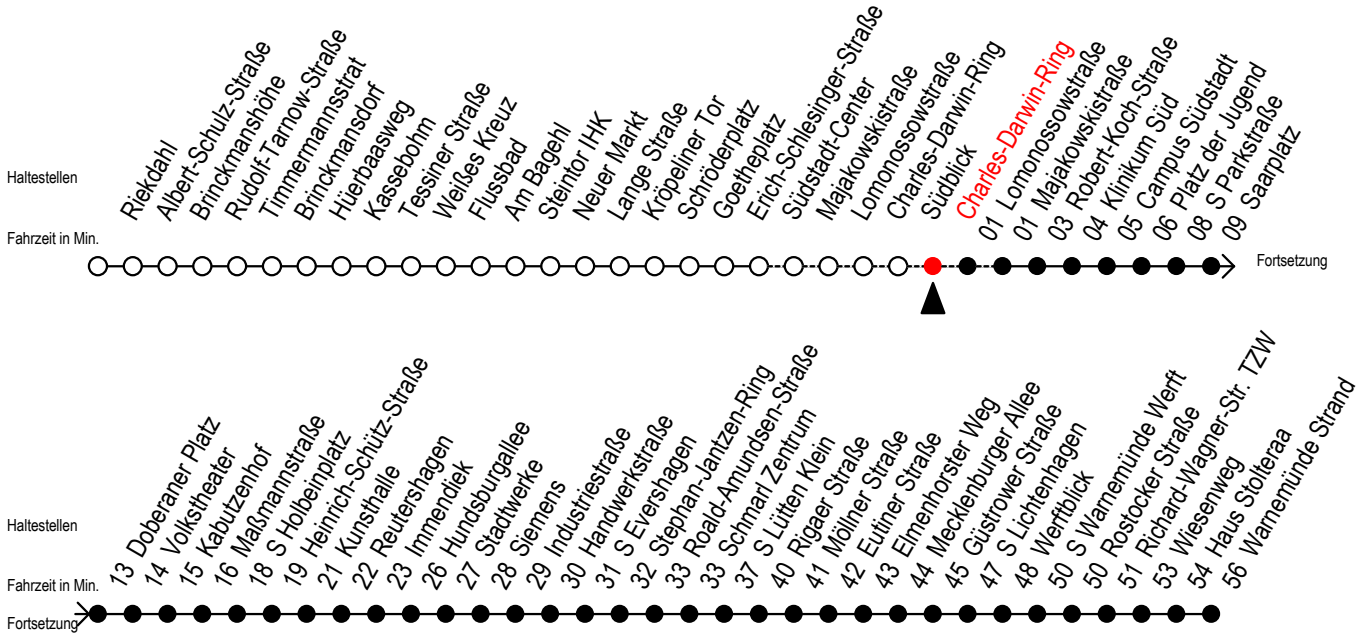 Haltestellen
Riekdahl
Albert-Schulz-Straße
Brinckmanshöhe
Rudolf-Tarnow-Straße
Timmermannsstrat
Brinckmansdorf
Hüerbaasweg
Kassebohm
Tessiner Straße
Weißes Kreuz
Flussbad
Am Bagehl
Steintor IHK
Neuer Markt
Lange Straße
Kröpeliner Tor
Schröderplatz
Goetheplatz
Erich-Schlesinger-Straße
Südstadt-Center
Majakowskistraße
Lomonossowstraße
Charles-Darwin-Ring
Südblick
Charles-Darwin-Ring
01 Lomonossowstraße
01 Majakowskistraße
03 Robert-Koch-Straße
04 Klinikum Süd
05 Campus Südstadt
06 Platz der Jugend
08 S Parkstraße
09 Saarplatz
Fahrzeit in Min.
Fortsetzung
Haltestellen
13 Doberaner Platz
14 Volkstheater
15 Kabutzenhof
16 Maßmannstraße
18 S Holbeinplatz
19 Heinrich-Schütz-Straße
21 Kunsthalle
22 Reutershagen
23 Immendiek
26 Hundsburgallee
27 Stadtwerke
28 Siemens
29 Industriestraße
30 Handwerkstraße
31 S Evershagen
32 Stephan-Jantzen-Ring
33 Roald-Amundsen-Straße
33 Schmarl Zentrum
37 S Lütten Klein
40 Rigaer Straße
41 Möllner Straße
42 Eutiner Straße
43 Elmenhorster Weg
44 Mecklenburger Allee
45 Güstrower Straße
47 S Lichtenhagen
48 Werftblick
50 S Warnemünde Werft
50 Rostocker Straße
51 Richard-Wagner-Str. TZW
53 Wiesenweg
54 Haus Stolteraa
56 Warnemünde Strand
Fahrzeit in Min.
Fortsetzung